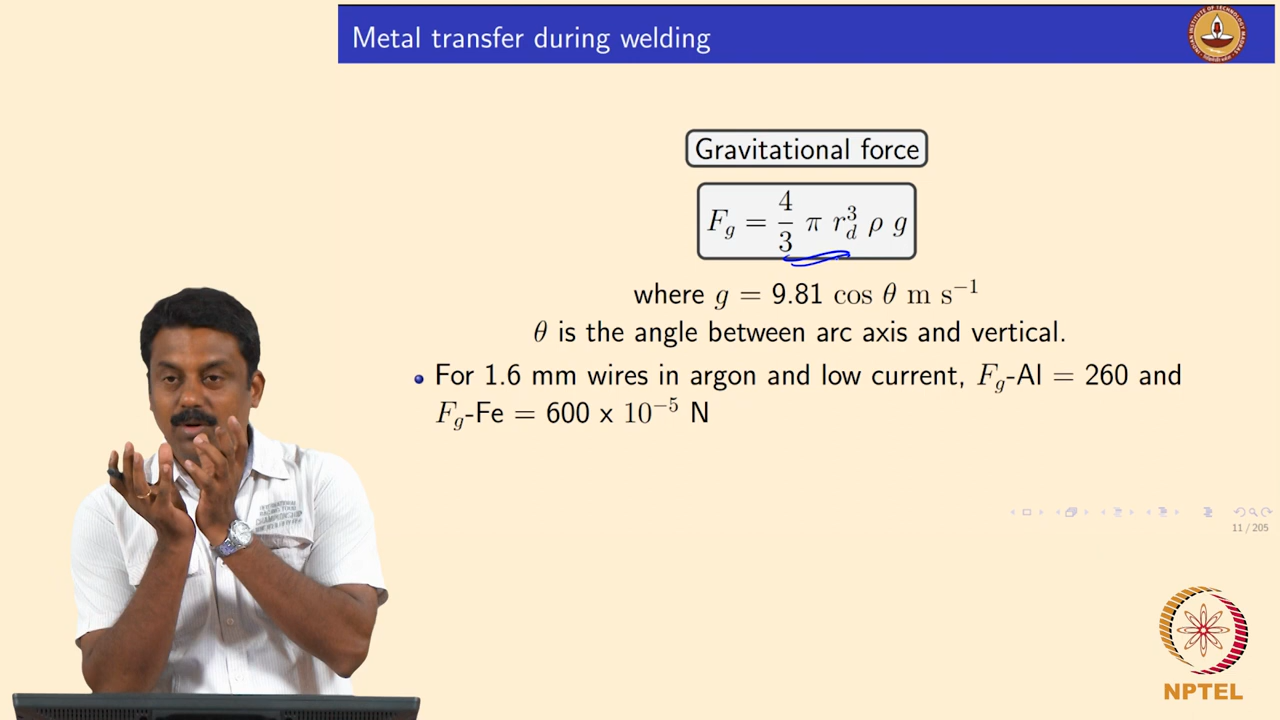 Metal transfer during welding
Gravitational force
F_g = 4/3 π r_d^3 ρ g
where g = 9.81 cos θ m s^−1
θ is the angle between arc axis and vertical.
For 1.6 mm wires in argon and low current, F_g-Al = 260 and
F_g-Fe = 600 x 10^−5 N
11 / 205
NPTEL